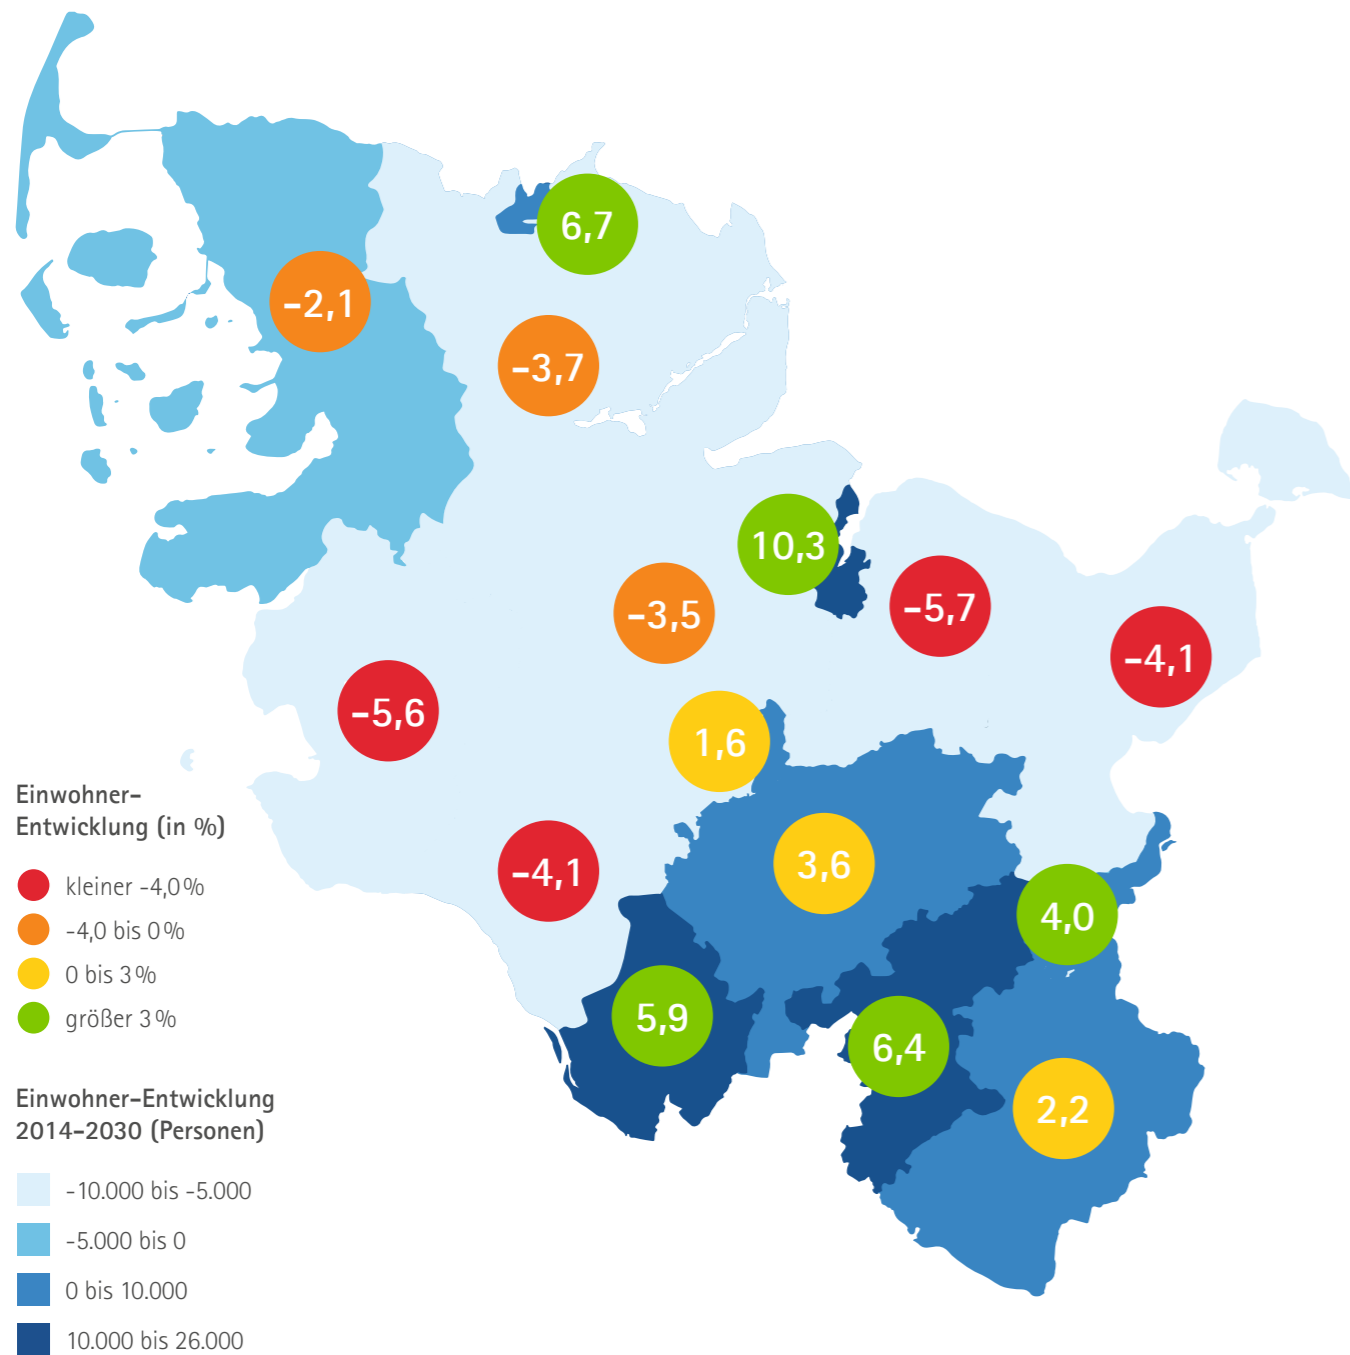 6,7
-2,1
-3,7
10,3
-3,5
-5,7
-4,1
-5,6
1,6
-4,1
3,6
4,0
5,9
6,4
2,2
Einwohner-
Entwicklung (in %)
kleiner -4,0 %
-4,0 bis 0 %
0 bis 3 %
größer 3 %
Einwohner-Entwicklung
2014-2030 (Personen)
-10.000 bis -5.000
-5.000 bis 0
0 bis 10.000
10.000 bis 26.000